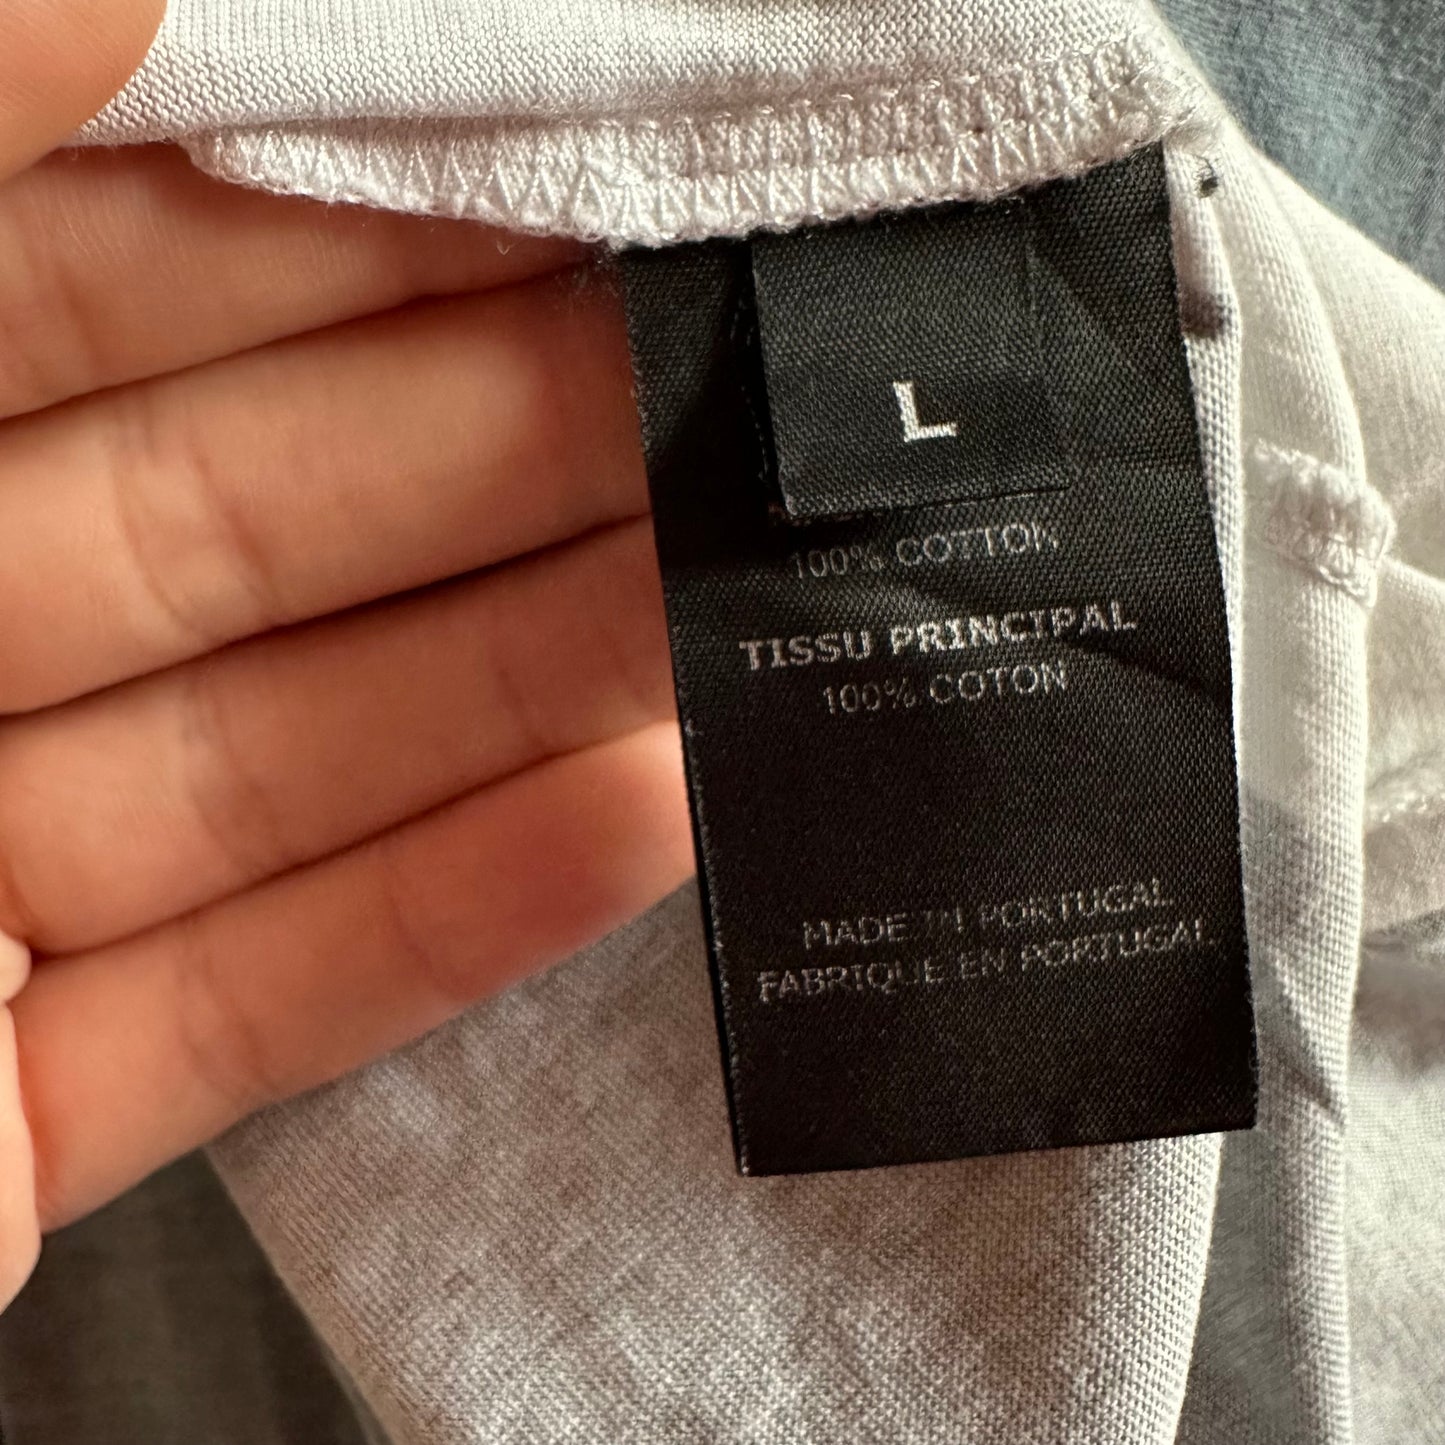 L
100% COTTON
TISSU PRINCIPAL
100% COTON
MADE IN PORTUGAL
FABRIQUE EN PORTUGAL